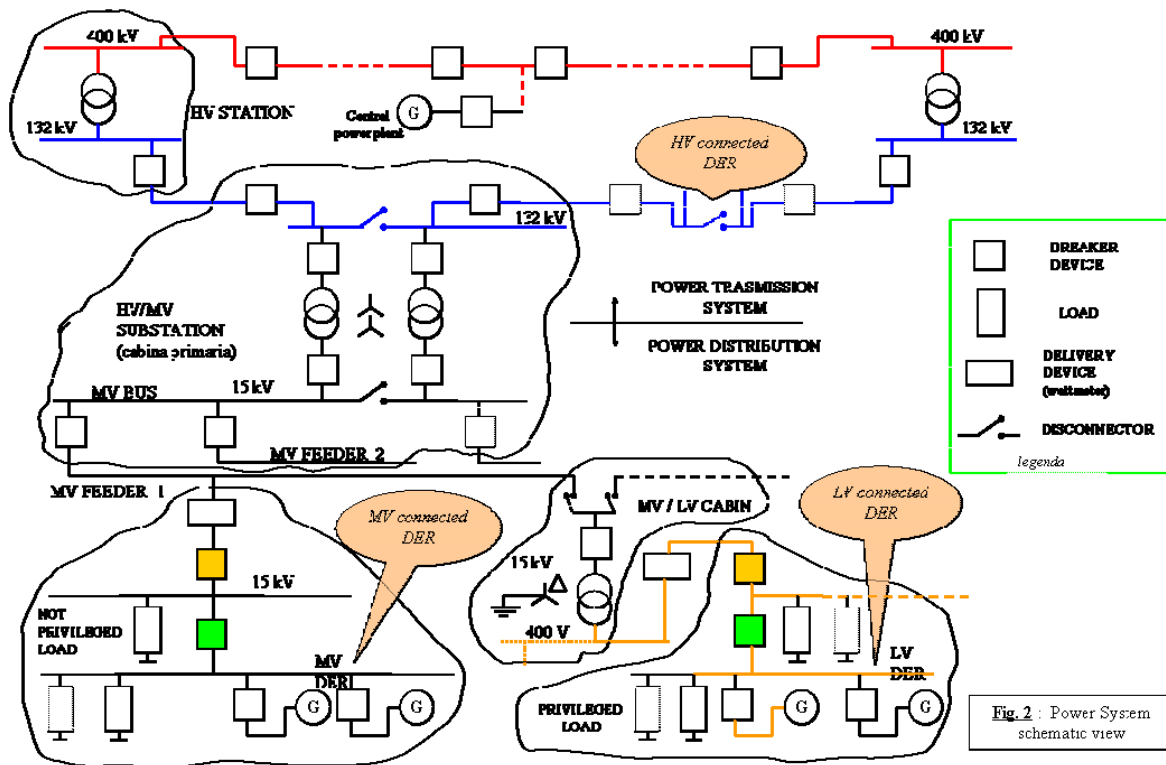 400 kV
400 kV
HV STATION
Central
power plant
G
132 kV
132 kV
HV connected
DER
132 kV
BREAKER
DEVICE
LOAD
DELIVERY
DEVICE
(wattmeter)
DISCONNECTOR
legenda
HV/MV
SUBSTATION
(cabina primaria)
POWER TRASMISSION
SYSTEM
POWER DISTRIBUTION
SYSTEM
MV BUS
15 kV
MV FEEDER 2
MV FEEDER 1
MV connected
DER
MV / LV CABIN
LV connected
DER
15 kV
15 kV
NOT
PRIVILEGED
LOAD
400 V
MV
DER
LV
DER
G
G
PRIVILEGED
LOAD
G
G
Fig. 2 : Power System
schematic view